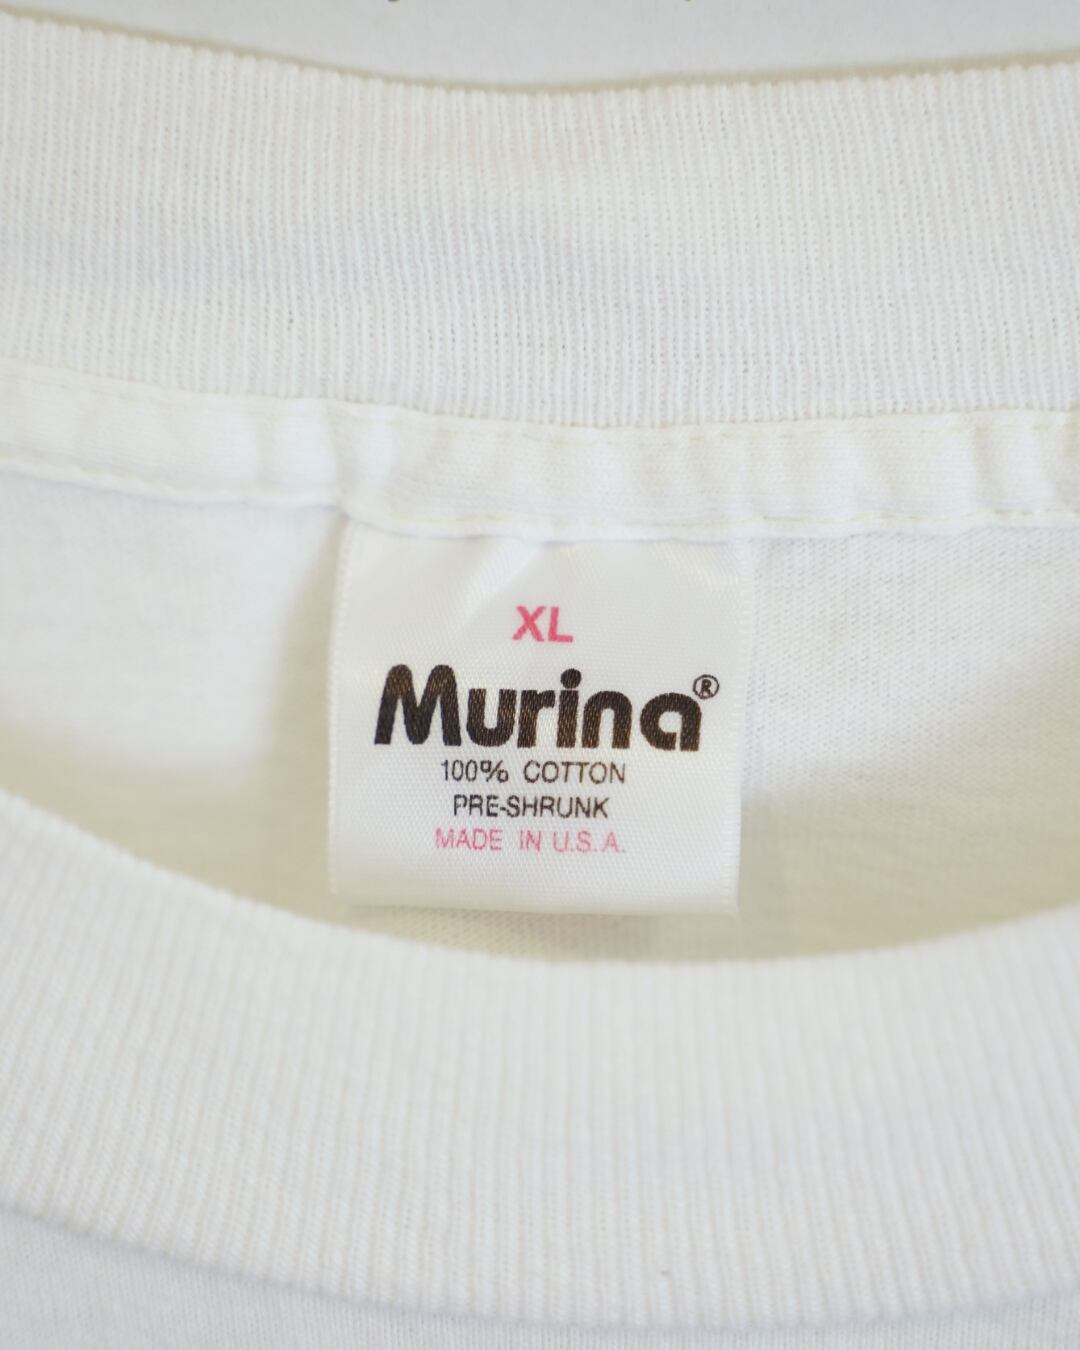 XL
Murina®
100% COTTON
PRE-SHRUNK
MADE IN U.S.A.